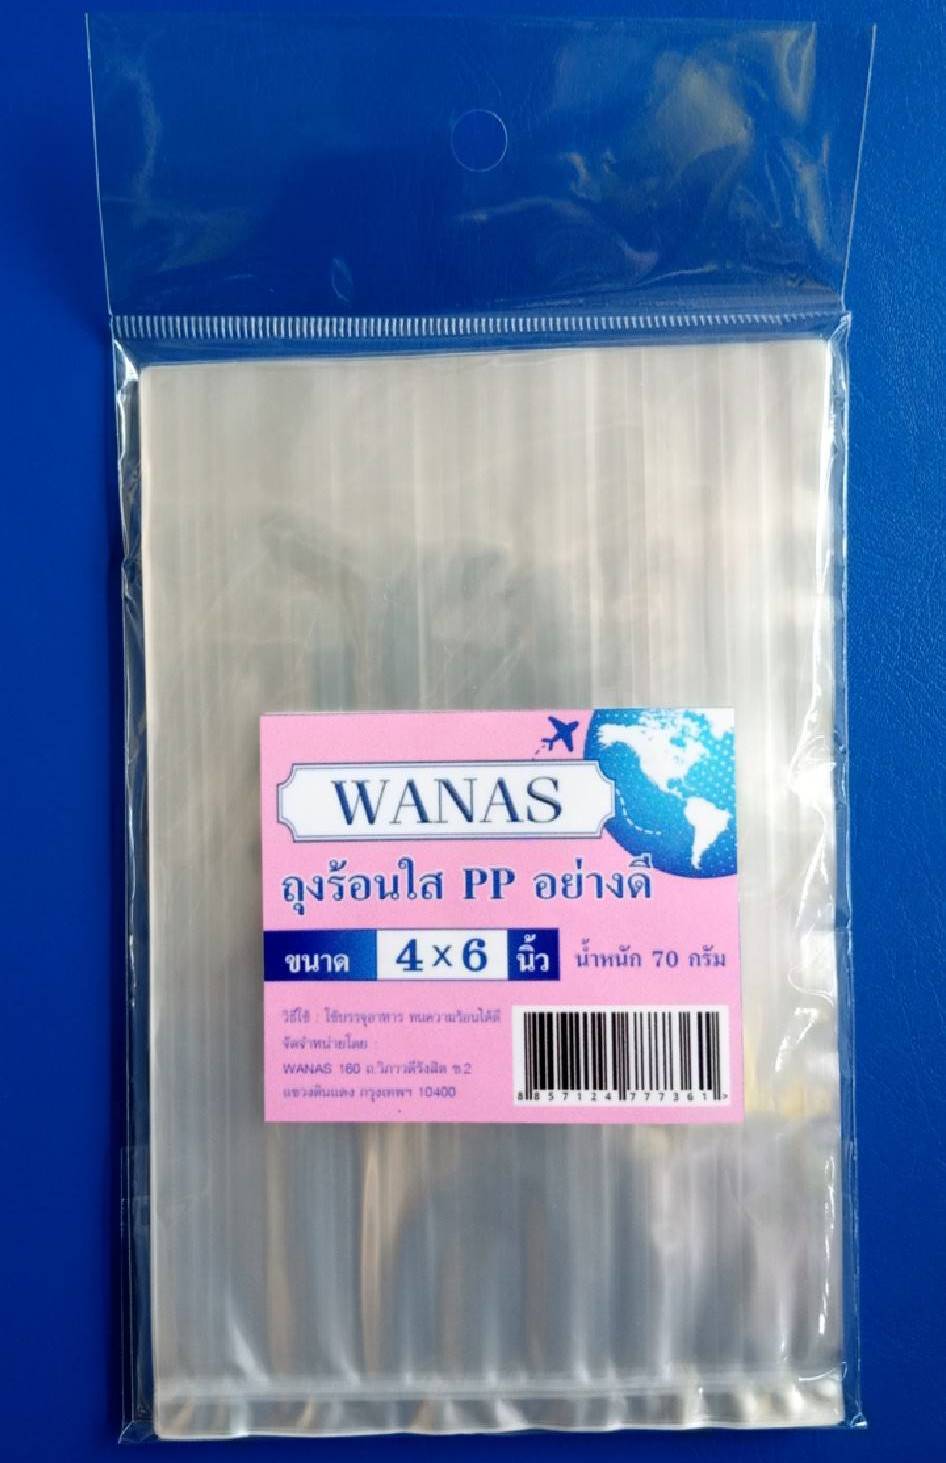 WANAS
ถุงร้อนใส PP อย่างดี
ขนาด 4×6 นิ้ว น้ำหนัก 70 กรัม
วิธีใช้ : ใช้บรรจุอาหาร ทนความร้อนได้ดี
จัดจำหน่ายโดย
WANAS 160 ถ.วิภาวดีรังสิต ซ.2
แขวงดินแดง กรุงเทพฯ 10400
8857124777361>